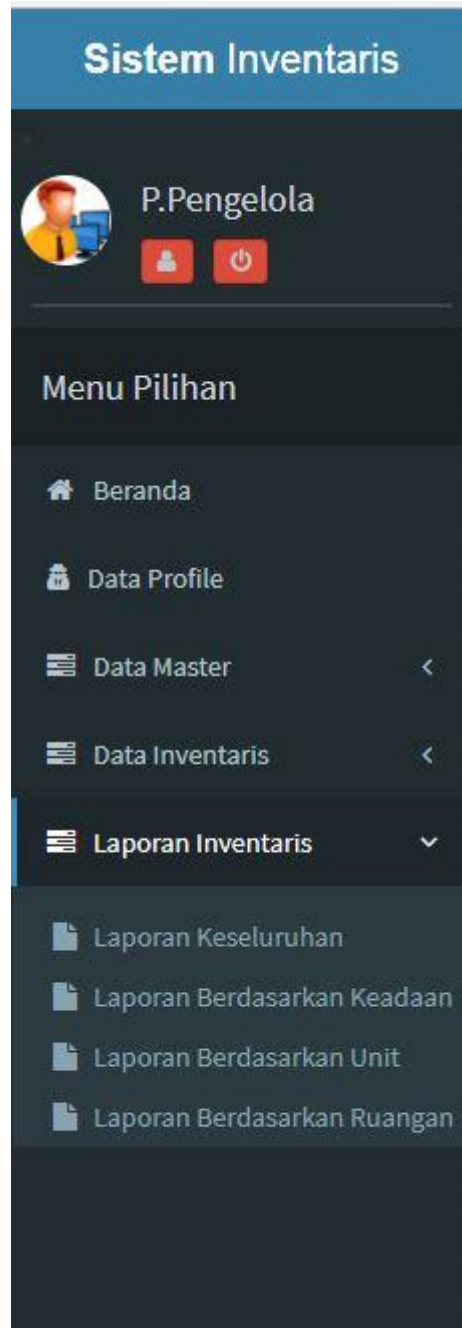 Sistem Inventaris
P.Pengelola
Menu Pilihan
Beranda
Data Profile
Data Master
Data Inventaris
Laporan Inventaris
Laporan Keseluruhan
Laporan Berdasarkan Keadaan
Laporan Berdasarkan Unit
Laporan Berdasarkan Ruangan